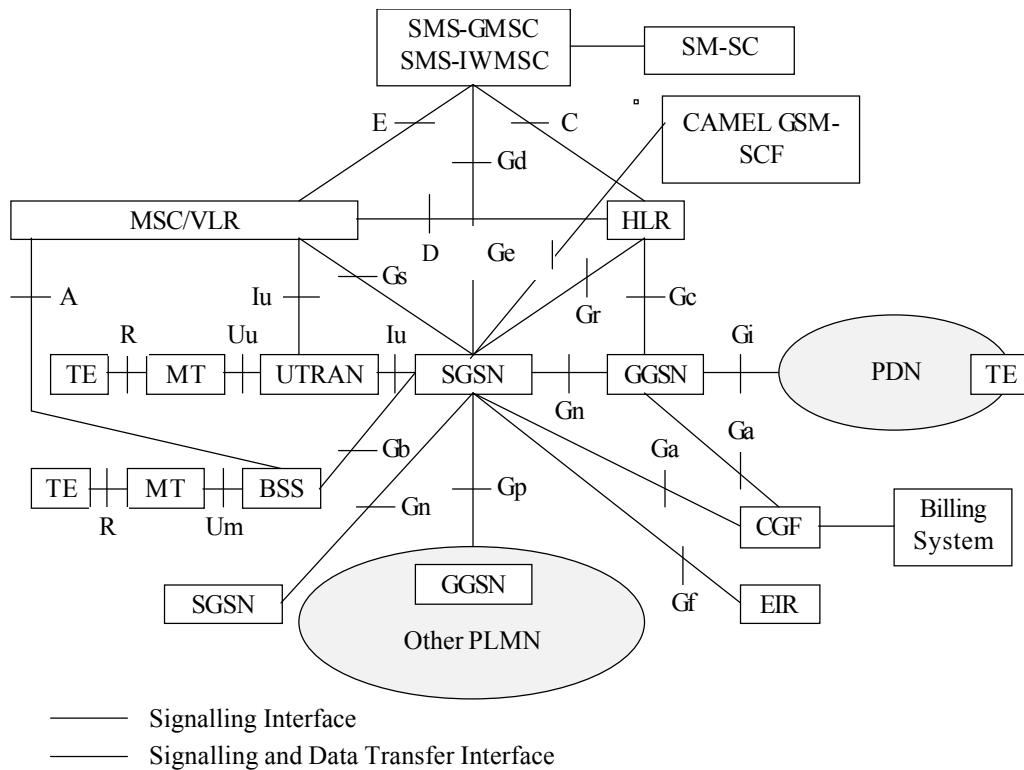 SMS-GMSC
SMS-IWMSC
SM-SC
E
C
CAMEL GSM-
SCF
Gd
MSC/VLR
HLR
D
Ge
A
Iu
Gs
Gr
Gc
R
Uu
Iu
Gi
TE
MT
UTRAN
SGSN
GGSN
PDN
TE
Gn
Gb
Ga
Ga
TE
MT
BSS
Gn
Gp
R
Um
CGF
Billing
System
SGSN
GGSN
Gf
EIR
Other PLMN
Signalling Interface
Signalling and Data Transfer Interface